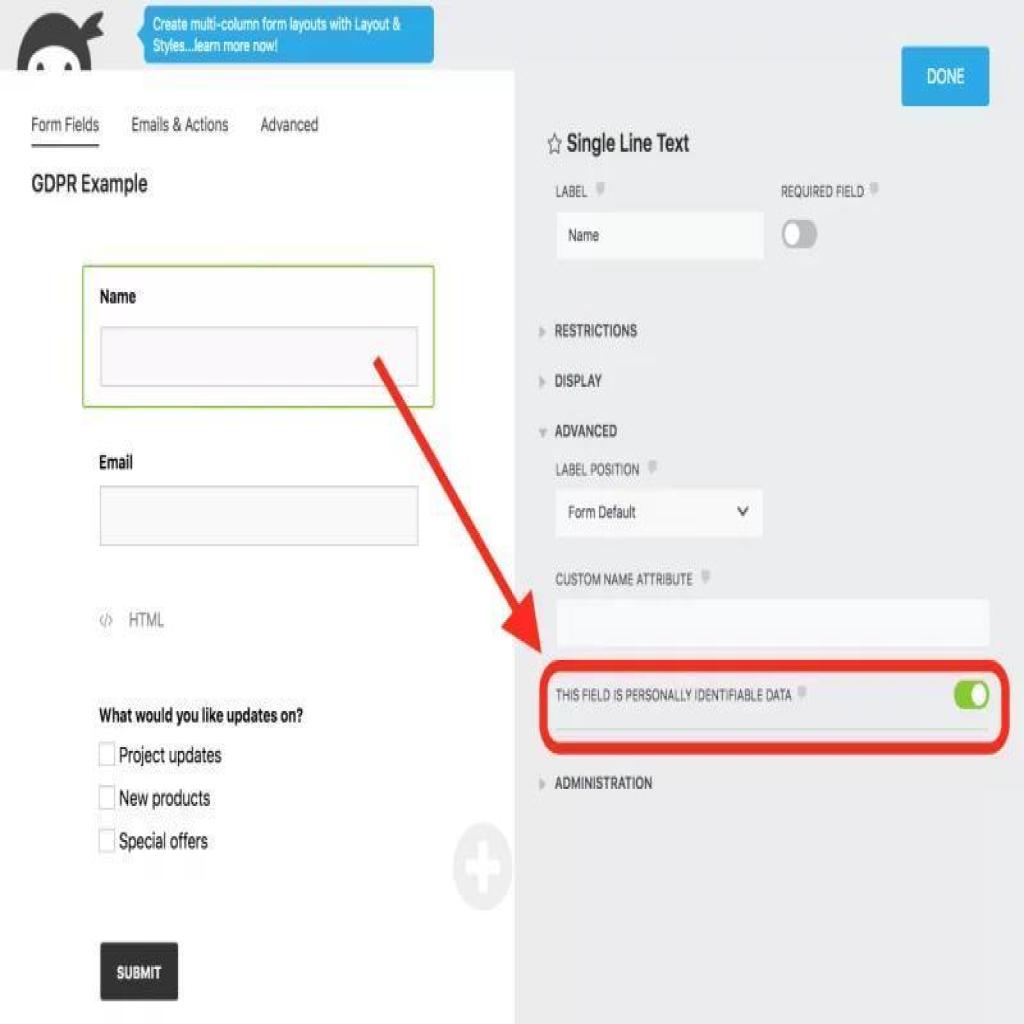 Create multi-column form layouts with Layout &
Styles...learn more now!
DONE
Form Fields
Emails & Actions
Advanced
GDPR Example
Name
Email
</> HTML
What would you like updates on?
Project updates
New products
Special offers
SUBMIT
Single Line Text
LABEL
REQUIRED FIELD
Name
RESTRICTIONS
DISPLAY
ADVANCED
LABEL POSITION
Form Default
CUSTOM NAME ATTRIBUTE
THIS FIELD IS PERSONALLY IDENTIFIABLE DATA
ADMINISTRATION